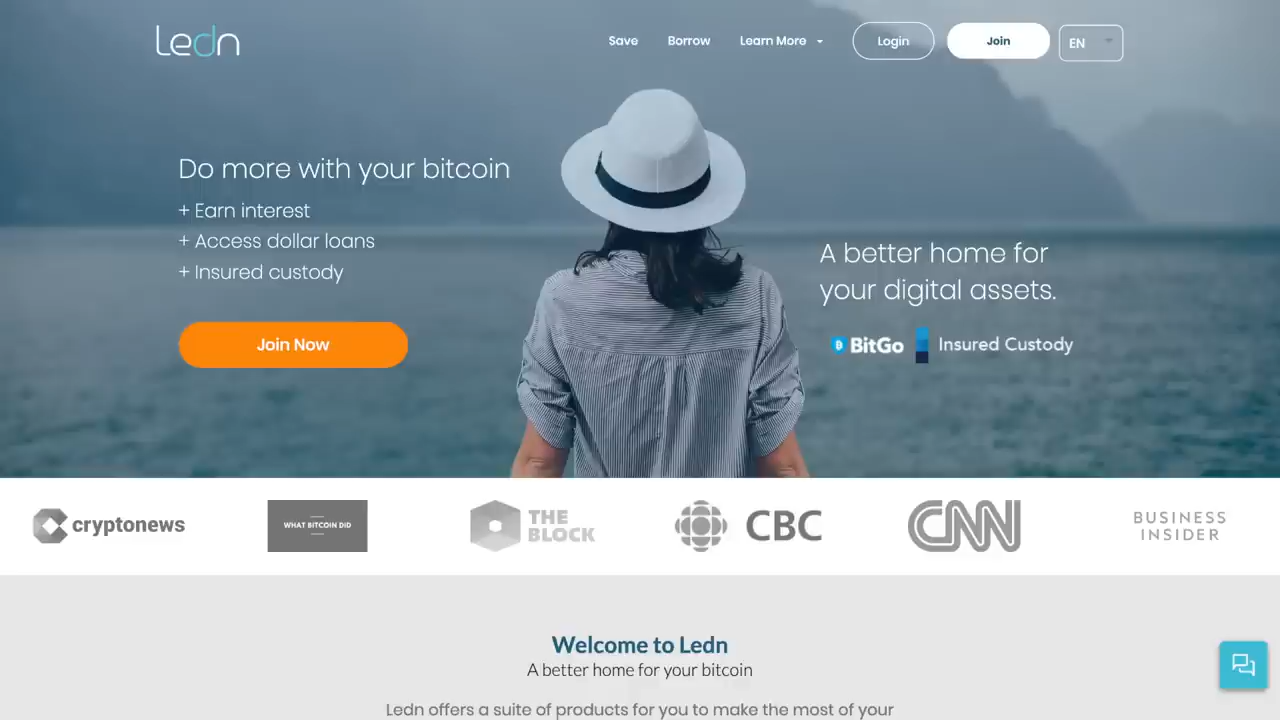 Ledn
Save
Borrow
Learn More
Login
Join
EN
Do more with your bitcoin
+ Earn interest
+ Access dollar loans
+ Insured custody
Join Now
A better home for
your digital assets.
BitGo
Insured Custody
cryptonews
WHAT BITCOIN DID
THE
BLOCK
CBC
CNN
BUSINESS
INSIDER
Welcome to Ledn
A better home for your bitcoin
Ledn offers a suite of products for you to make the most of your